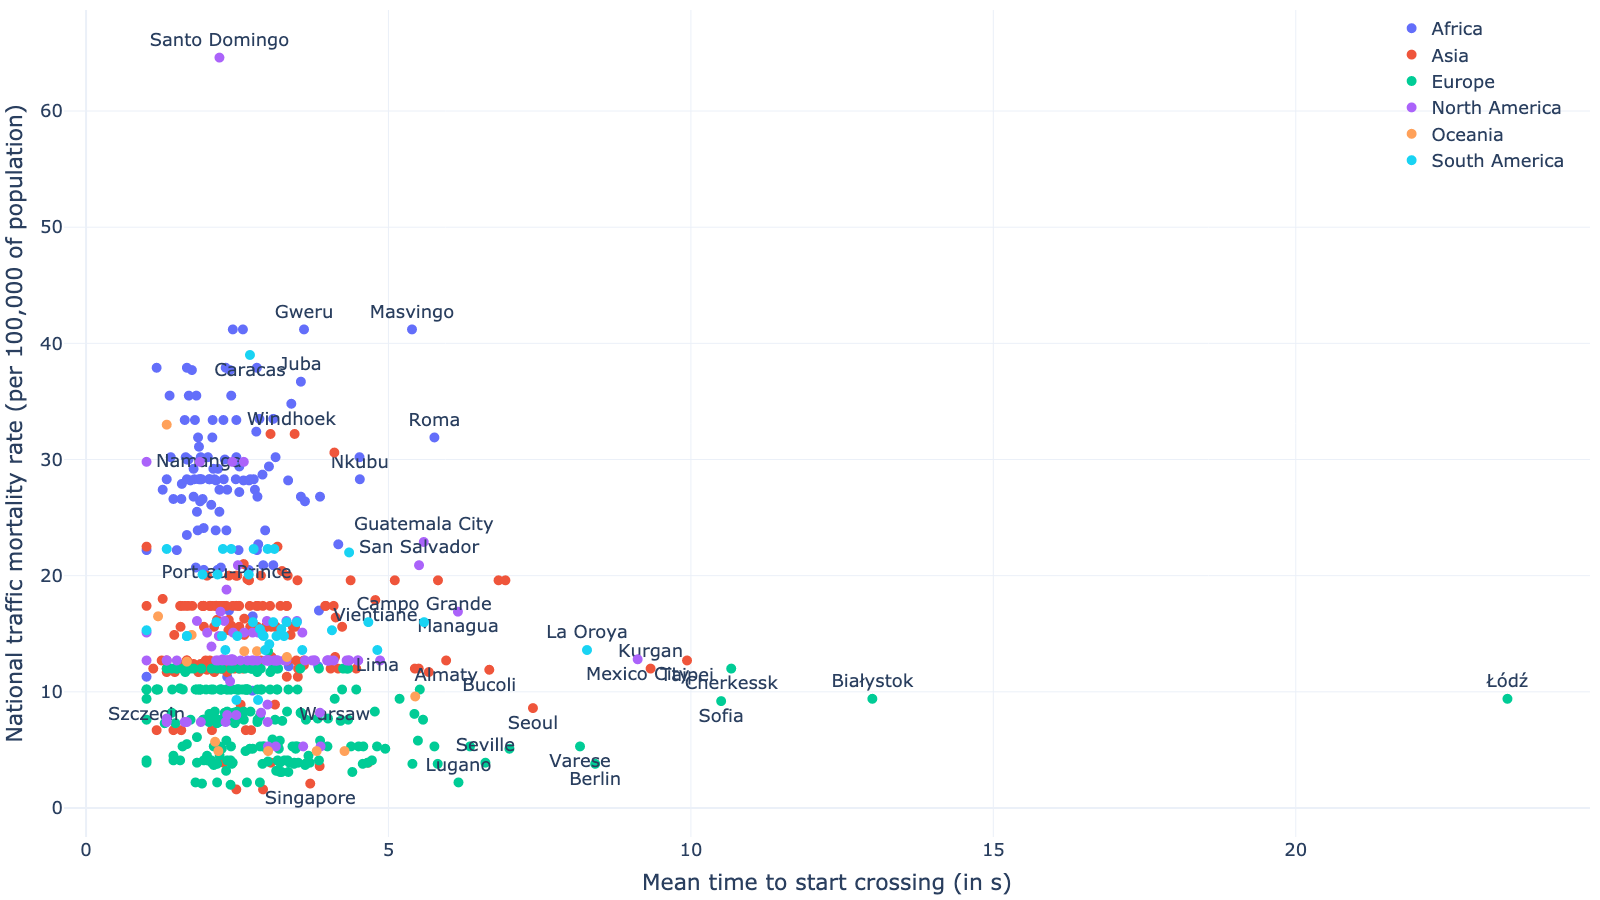 Santo Domingo
Africa
Asia
Europe
North America
Oceania
South America
60
50
40
30
20
10
0
National traffic mortality rate (per 100,000 of population)
Gweru
Masvingo
Juba
Caracas
Windhoek
Roma
Namanga
Nkubu
Guatemala City
San Salvador
Port-au-Prince
Campo Grande
Vientiane
Managua
La Oroya
Kurgan
Lima
Almaty
Mexico City
Taipei
Bucoli
Cherkessk
Białystok
Łódź
Szczecin
Warsaw
Seoul
Sofia
Seville
Lugano
Varese
Berlin
Singapore
0
5
10
15
20
Mean time to start crossing (in s)